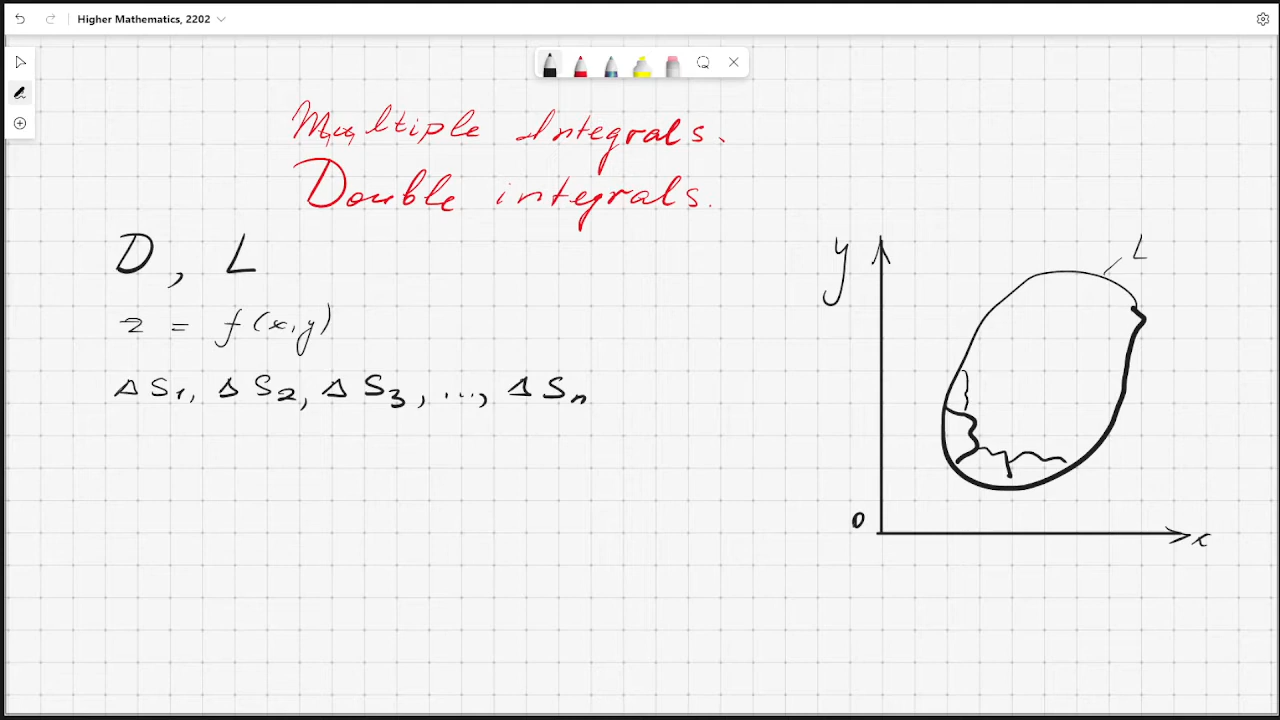 Higher Mathematics, 2202
Multiple Integrals.
Double integrals.
D, L
z = f(x,y)
ΔS1, ΔS2, ΔS3, ..., ΔSn
y
L
0
x